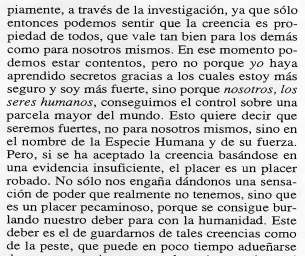 piamente, a través de la investigación, ya que sólo
entonces podemos sentir que la creencia es pro-
piedad de todos, que vale tan bien para los demás
como para nosotros mismos. En ese momento po-
demos estar contentos, pero no porque yo haya
aprendido secretos gracias a los cuales estoy más
seguro y soy más fuerte, sino porque nosotros, los
seres humanos, conseguimos el control sobre una
parcela mayor del mundo. Esto quiere decir que
seremos fuertes, no para nosotros mismos, sino en
el nombre de la Especie Humana y de su fuerza.
Pero, si se ha aceptado la creencia basándose en
una evidencia insuficiente, el placer es un placer
robado. No sólo nos engaña dándonos una sensa-
ción de poder que realmente no tenemos, sino que
es un placer pecaminoso, porque se consigue bur-
lando nuestro deber para con la humanidad. Este
deber es el de guardarnos de tales creencias como
de la peste, que puede en poco tiempo adueñarse